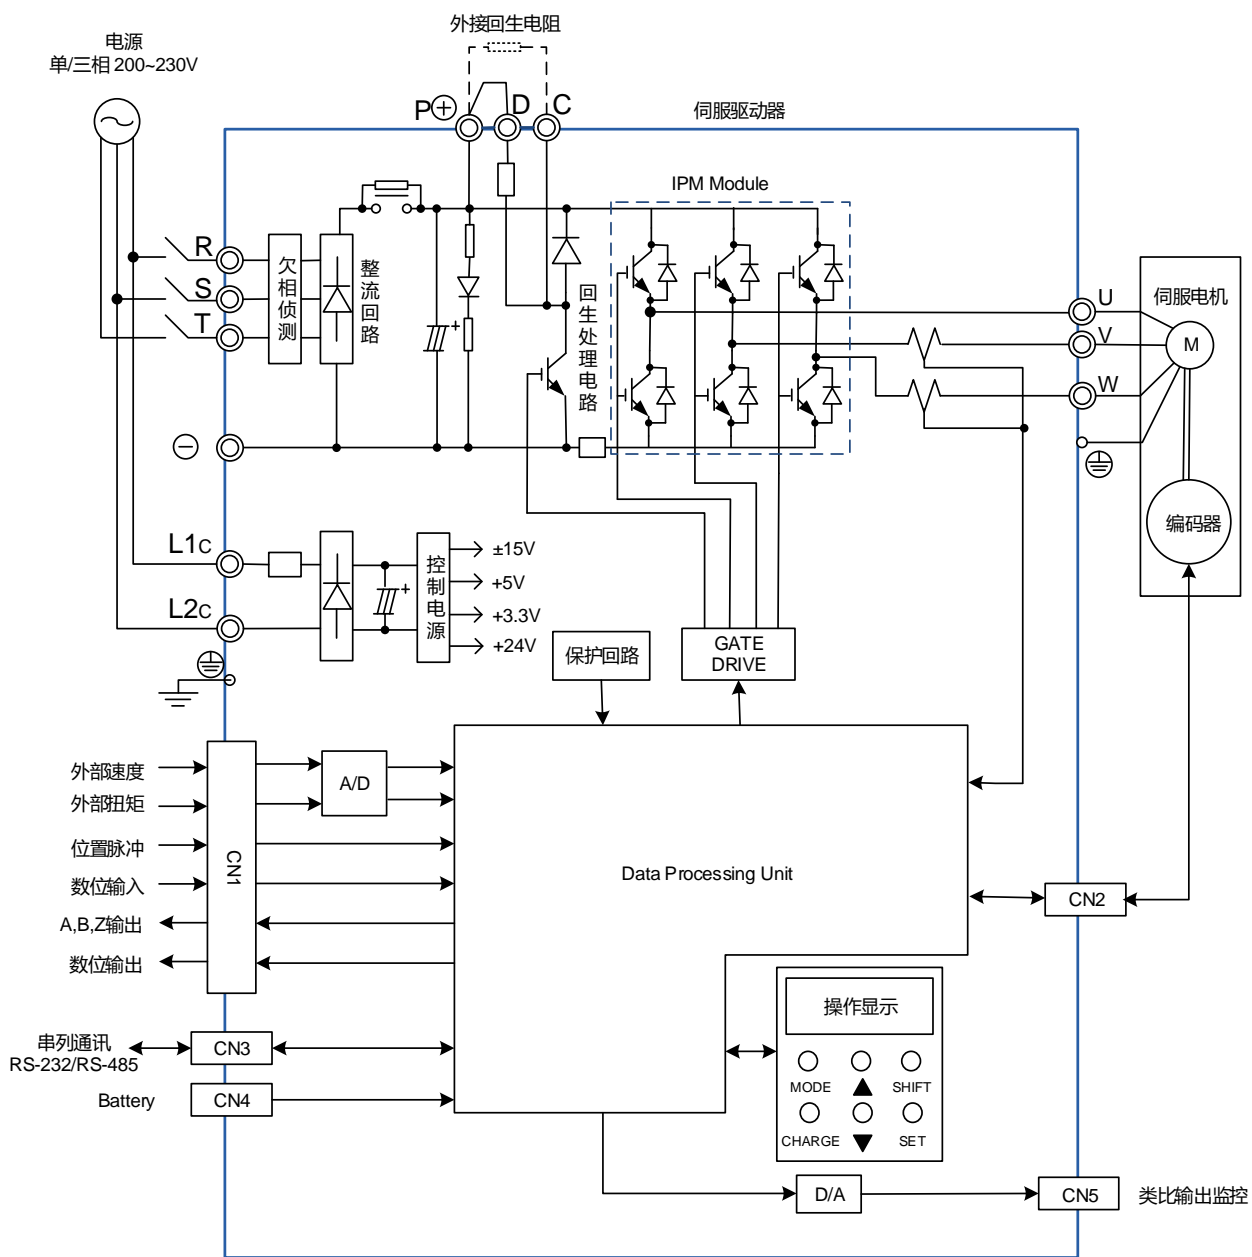 外接回生电阻
电源
单/三相 200~230V
P⊕
D
C
伺服驱动器
IPM Module
R
S
T
欠相侦测
整流回路
回生处理电路
U
V
W
伺服电机
M
编码器
⊖
L1C
L2C
控制电源
±15V
+5V
+3.3V
+24V
+
+
保护回路
GATE
DRIVE
外部速度
外部扭矩
位置脉冲
数位输入
A,B,Z输出
数位输出
CN1
A/D
Data Processing Unit
CN2
操作显示
MODE
▲
SHIFT
CHARGE
▼
SET
串列通讯
RS-232/RS-485
CN3
Battery
CN4
D/A
CN5
类比输出监控